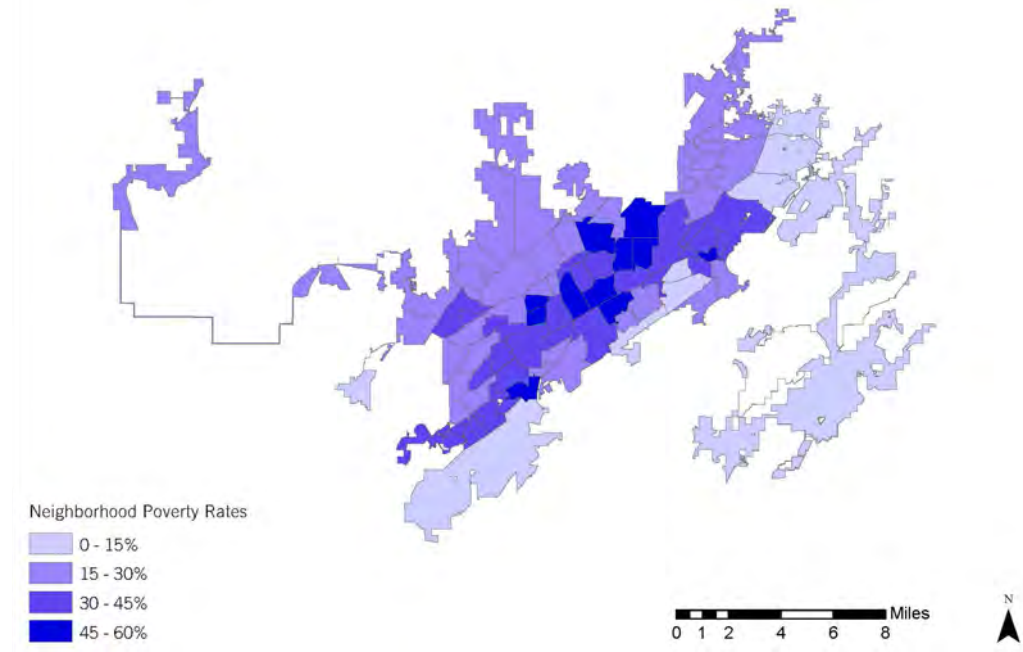 Neighborhood Poverty Rates
0 - 15%
15 - 30%
30 - 45%
45 - 60%
Miles
0 1 2 4 6 8
N